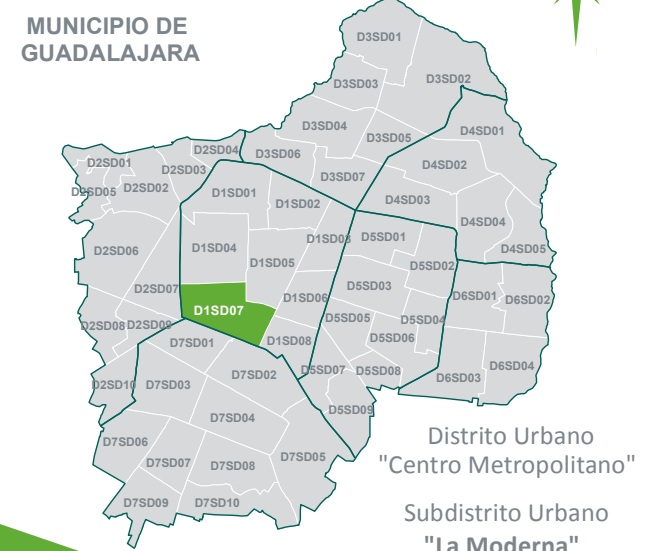 MUNICIPIO DE
GUADALAJARA
D3SD01
D3SD02
D3SD03
D3SD04
D3SD05
D3SD06
D3SD07
D4SD01
D4SD02
D4SD03
D4SD04
D4SD05
D2SD01
D2SD04
D2SD03
D2SD05
D2SD02
D2SD06
D2SD07
D2SD08
D2SD09
D2SD10
D1SD01
D1SD02
D1SD03
D1SD04
D1SD05
D1SD06
D1SD07
D1SD08
D5SD01
D5SD02
D5SD03
D5SD04
D5SD05
D5SD06
D5SD07
D5SD08
D5SD09
D6SD01
D6SD02
D6SD03
D6SD04
D7SD01
D7SD02
D7SD03
D7SD04
D7SD05
D7SD06
D7SD07
D7SD08
D7SD09
D7SD10
Distrito Urbano
"Centro Metropolitano"
Subdistrito Urbano
"La Moderna"